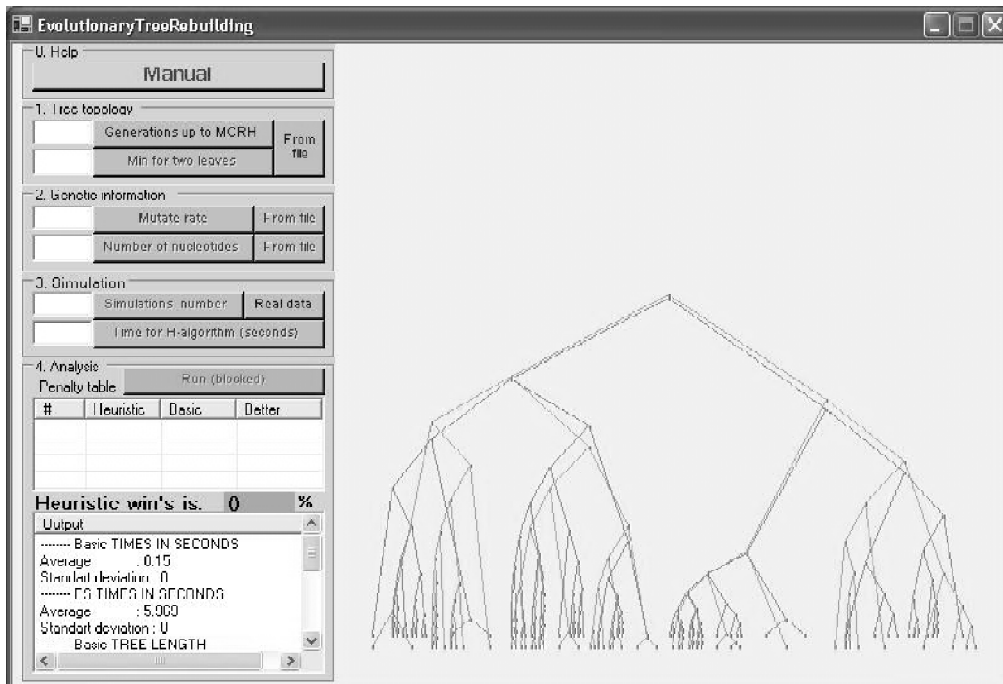 EvolutionaryTreeRebuilding
0. Help
Manual
1. Tree topology
Generations up to MCRH
From file
Min for two leaves
2. Genetic information
Mutate rate
From file
Number of nucleotides
From file
3. Simulation
Simulations number
Real data
Time for H-algorithm (seconds)
4. Analysis
Penalty table
Run (blocked)
# Heuristic Basic Better
Heuristic win's is. 0 %
Output
-------- Basic TIMES IN SECONDS
Average : 0.15
Standart deviation : 0
-------- ES TIMES IN SECONDS
Average : 5.969
Standart deviation : 0
Basic TREE LENGTH